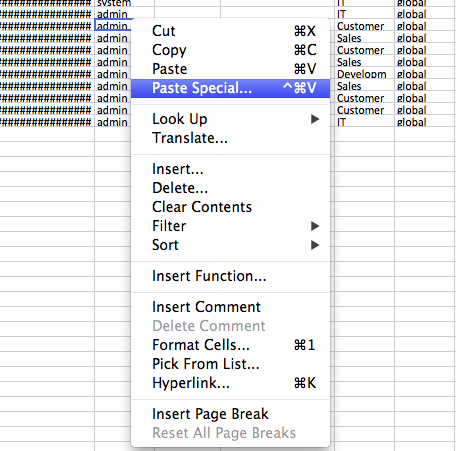 ################ system IT global
################ admin IT global
################ admin Customer global
################ admin Sales global
################ admin Customer global
################ admin Sales global
################ admin Developm global
################ admin Sales global
################ admin Customer global
################ admin Customer global
################ admin IT global
Cut ⌘X
Copy ⌘C
Paste ⌘V
Paste Special... ^⌘V
Look Up ▶
Translate...
Insert...
Delete...
Clear Contents
Filter ▶
Sort ▶
Insert Function...
Insert Comment
Delete Comment
Format Cells... ⌘1
Pick From List...
Hyperlink... ⌘K
Insert Page Break
Reset All Page Breaks